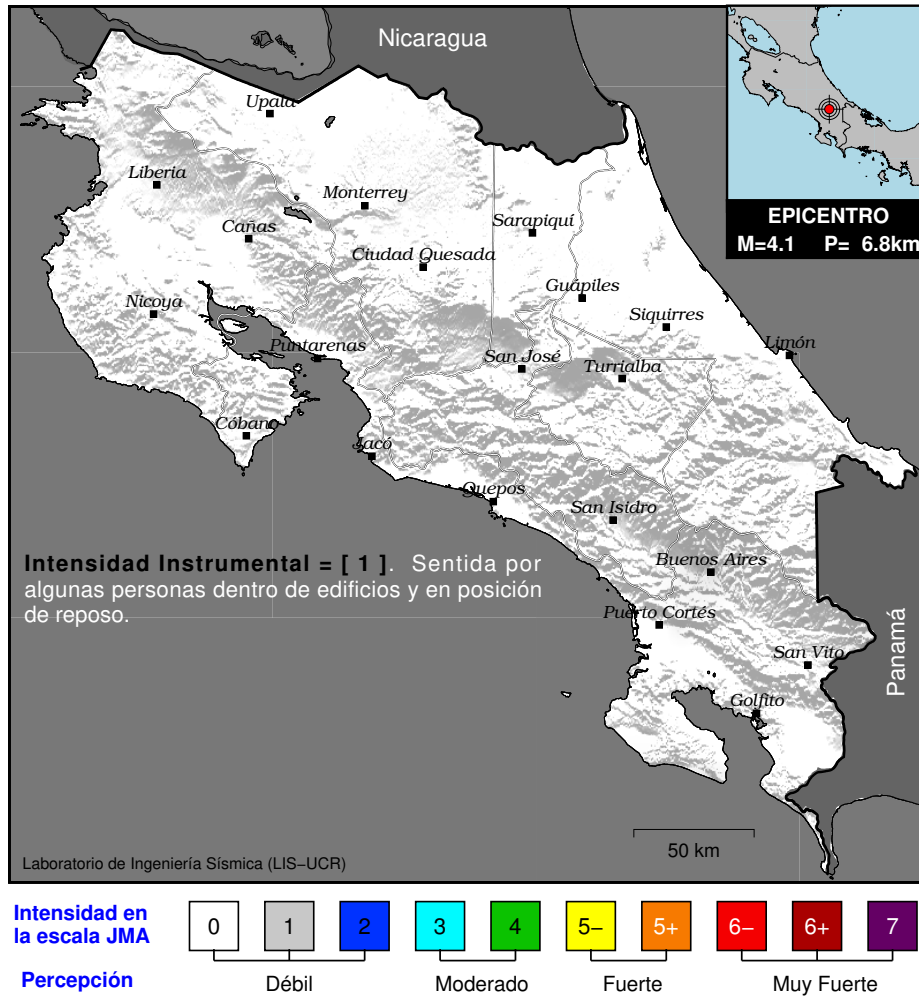 Nicaragua
Upala
Liberia
Monterrey
Cañas
Sarapiquí
Ciudad Quesada
Nicoya
Guápiles
Siquirres
Puntarenas
San José
Limón
Turrialba
Cóbano
Jacó
Quepos
San Isidro
Buenos Aires
Puerto Cortés
San Vito
Golfito
Panamá
EPICENTRO
M=4.1 P= 6.8km
Intensidad Instrumental = [ 1 ]. Sentida por
algunas personas dentro de edificios y en posición
de reposo.
50 km
Laboratorio de Ingeniería Sísmica (LIS–UCR)
Intensidad en
la escala JMA
0 1 2 3 4 5– 5+ 6– 6+ 7
Percepción
Débil Moderado Fuerte Muy Fuerte